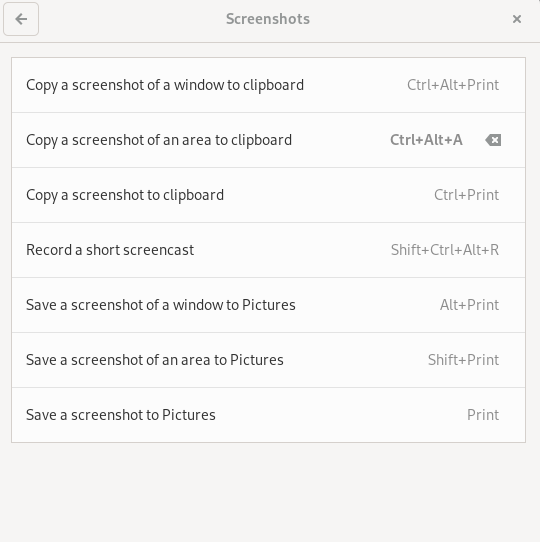 Screenshots
Copy a screenshot of a window to clipboard Ctrl+Alt+Print
Copy a screenshot of an area to clipboard Ctrl+Alt+A
Copy a screenshot to clipboard Ctrl+Print
Record a short screencast Shift+Ctrl+Alt+R
Save a screenshot of a window to Pictures Alt+Print
Save a screenshot of an area to Pictures Shift+Print
Save a screenshot to Pictures Print